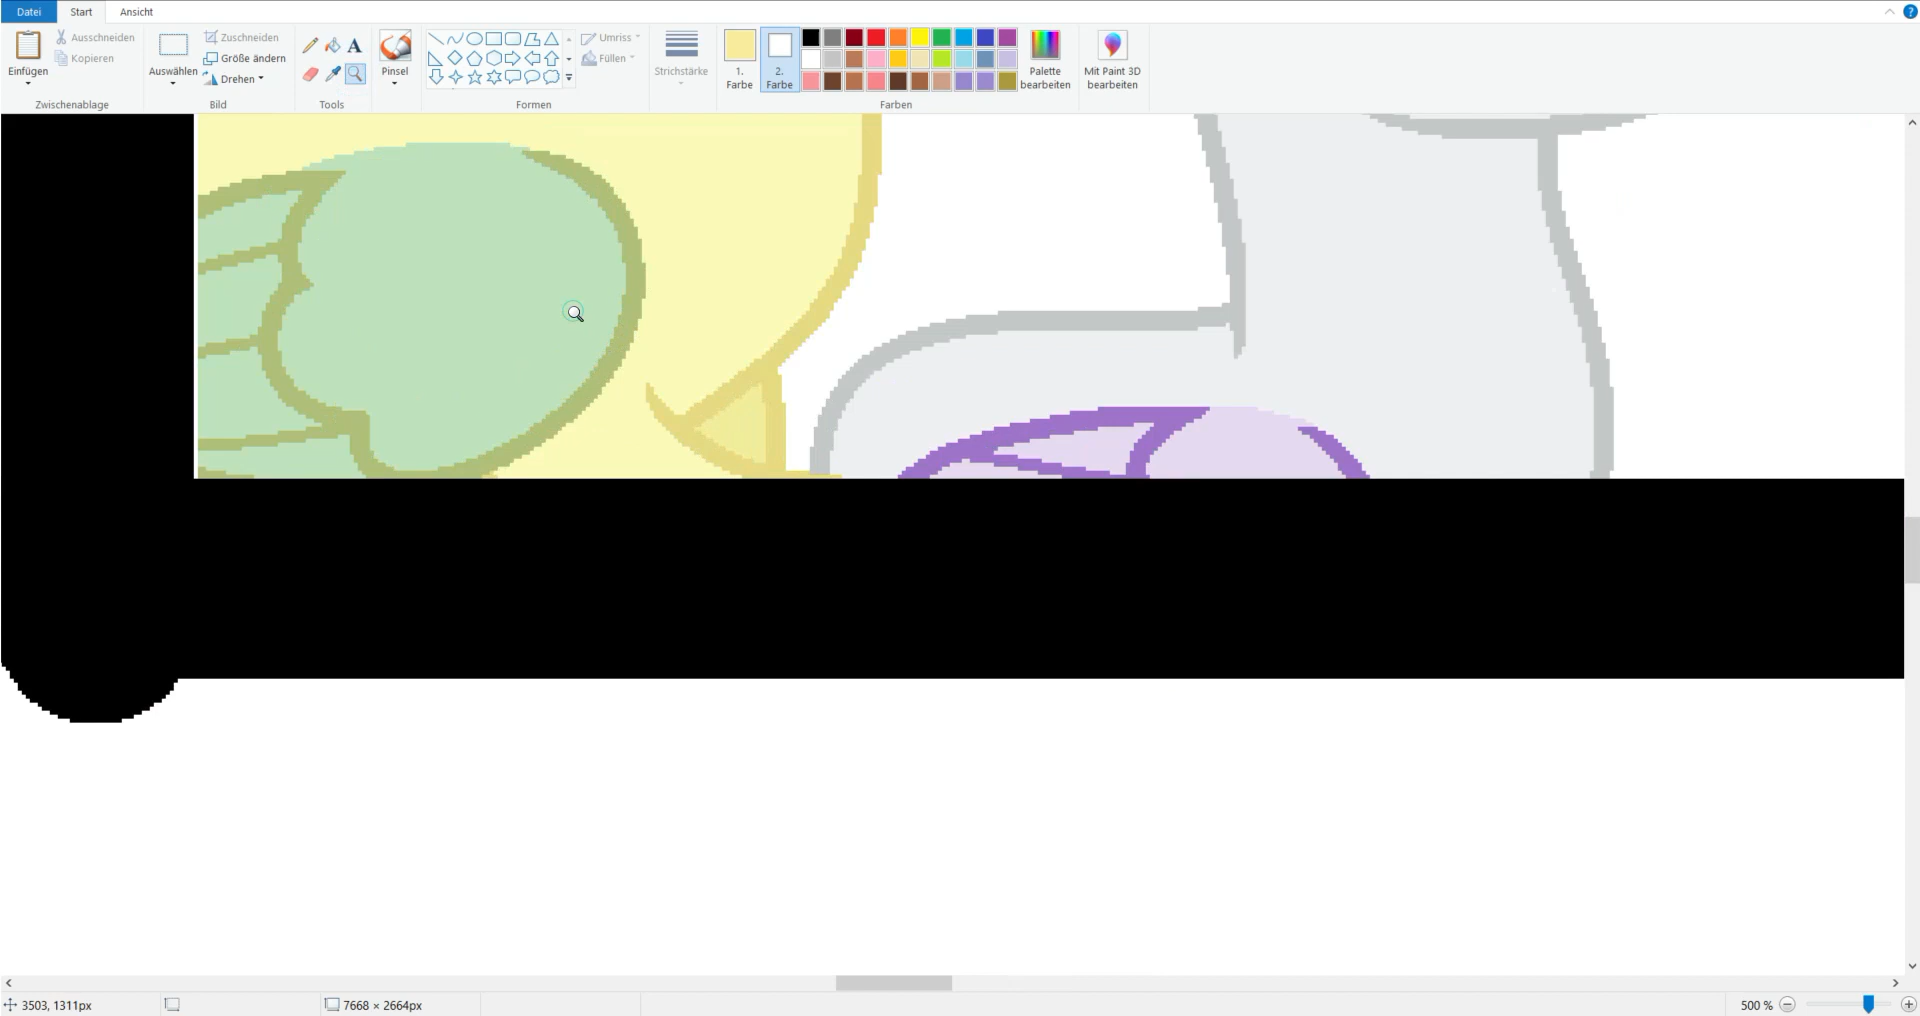 Datei Start Ansicht
Einfügen
Ausschneiden
Kopieren
Zwischenablage
Auswählen
Zuschneiden
Größe ändern
Drehen
Bild
A
Tools
Pinsel
Formen
Umriss
Füllen
Strichstärke
1.
Farbe
2.
Farbe
Farben
Palette
bearbeiten
Mit Paint 3D
bearbeiten
?
3503, 1311px
7668 × 2664px
500 %